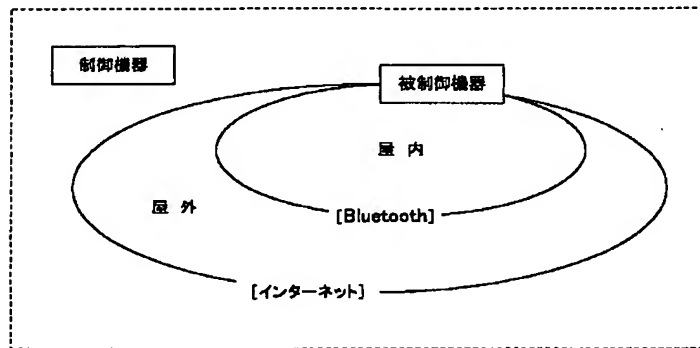 制御機器
被制御機器
屋 内
屋 外
[Bluetooth]
[インターネット]